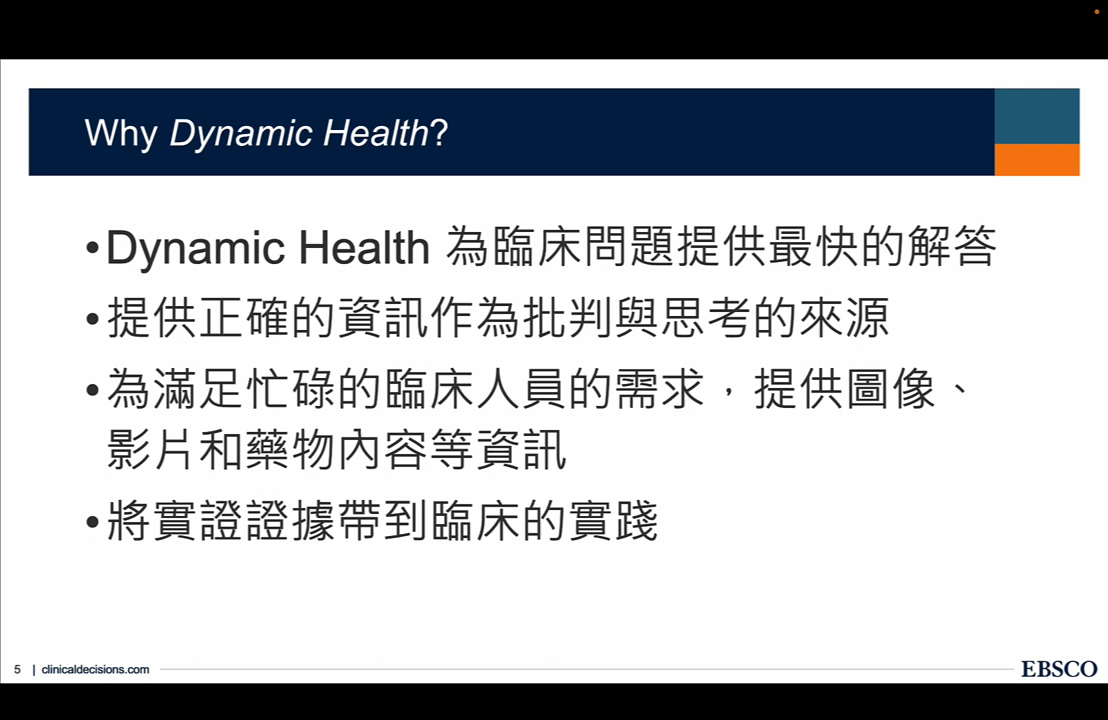 Why Dynamic Health?
•Dynamic Health 為臨床問題提供最快的解答
•提供正確的資訊作為批判與思考的來源
•為滿足忙碌的臨床人員的需求，提供圖像、
影片和藥物內容等資訊
•將實證證據帶到臨床的實踐
5 | clinicaldecisions.com
EBSCO